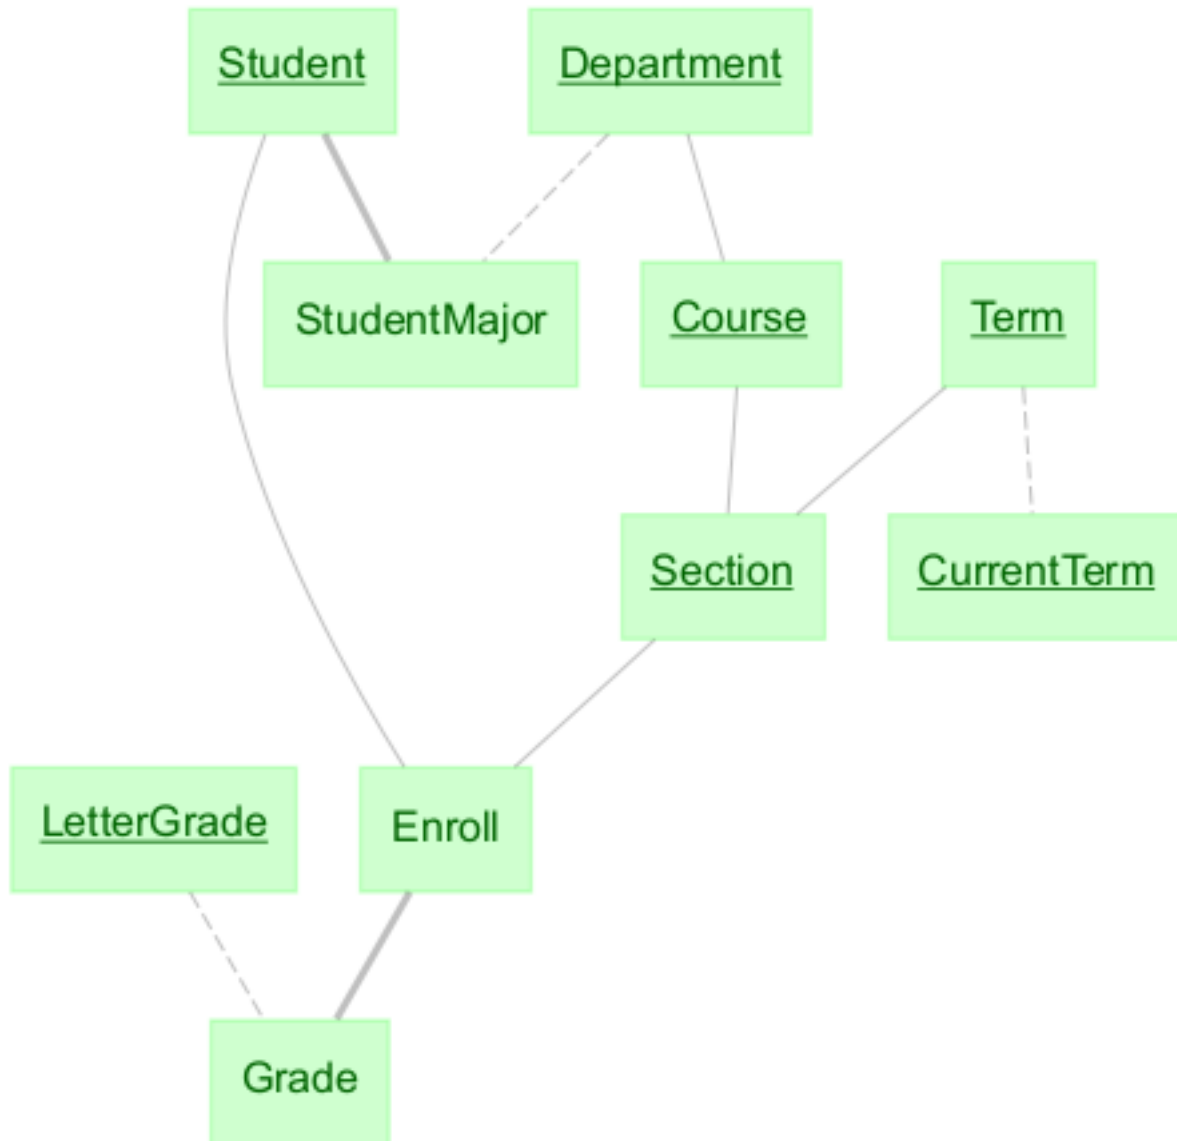 Student
Department
StudentMajor
Course
Term
Section
CurrentTerm
LetterGrade
Enroll
Grade